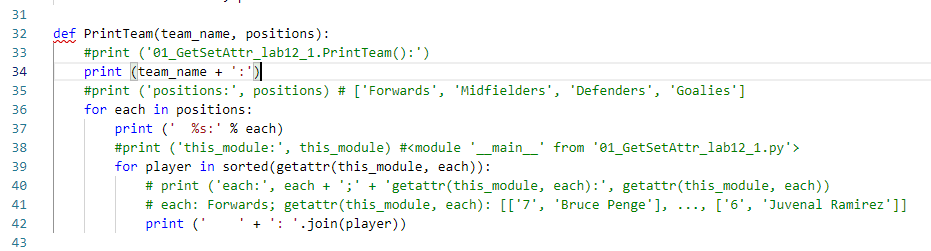 31
32 def PrintTeam(team_name, positions):
33     #print ('01_GetSetAttr_lab12_1.PrintTeam():')
34     print (team_name + ':')
35     #print ('positions:', positions) # ['Forwards', 'Midfielders', 'Defenders', 'Goalies']
36     for each in positions:
37         print ('  %s:' % each)
38         #print ('this_module:', this_module) #<module '__main__' from '01_GetSetAttr_lab12_1.py'>
39         for player in sorted(getattr(this_module, each)):
40             # print ('each:', each + ';' + 'getattr(this_module, each):', getattr(this_module, each))
41             # each: Forwards; getattr(this_module, each): [['7', 'Bruce Penge'], ..., ['6', 'Juvenal Ramirez']]
42             print ('    ' + ': '.join(player))
43